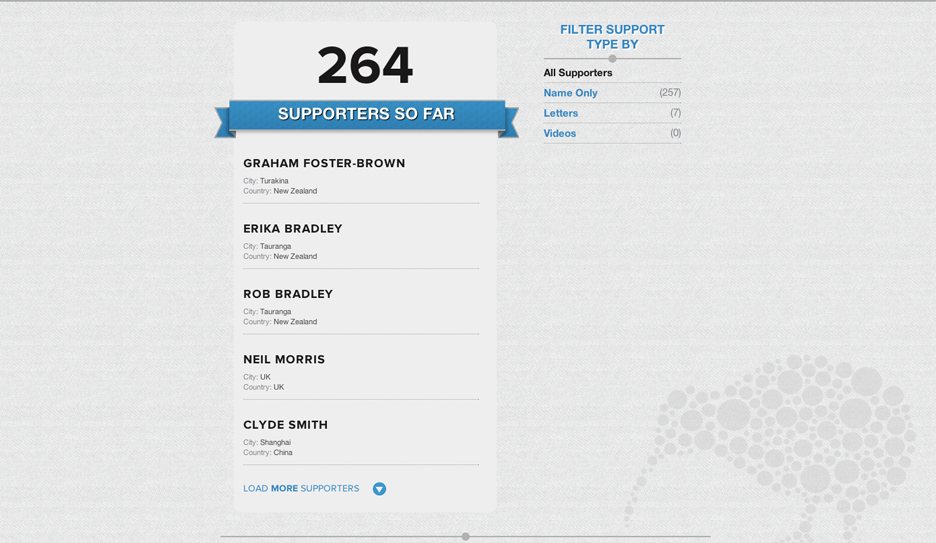 264
SUPPORTERS SO FAR
GRAHAM FOSTER-BROWN
City: Turakina
Country: New Zealand
ERIKA BRADLEY
City: Tauranga
Country: New Zealand
ROB BRADLEY
City: Tauranga
Country: New Zealand
NEIL MORRIS
City: UK
Country: UK
CLYDE SMITH
City: Shanghai
Country: China
LOAD MORE SUPPORTERS
FILTER SUPPORT
TYPE BY
All Supporters
Name Only (257)
Letters (7)
Videos (0)